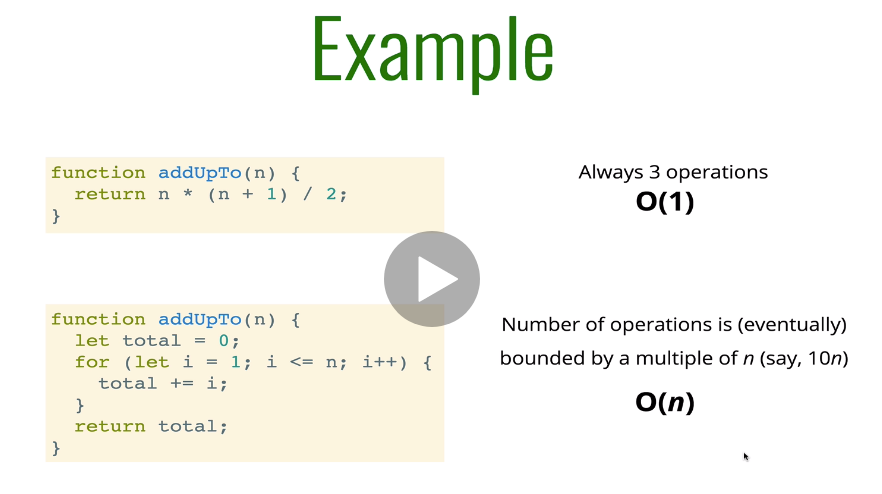 Example
function addUpTo(n) {
  return n * (n + 1) / 2;
}
Always 3 operations
O(1)
function addUpTo(n) {
  let total = 0;
  for (let i = 1; i <= n; i++) {
    total += i;
  }
  return total;
}
Number of operations is (eventually)
bounded by a multiple of n (say, 10n)
O(n)